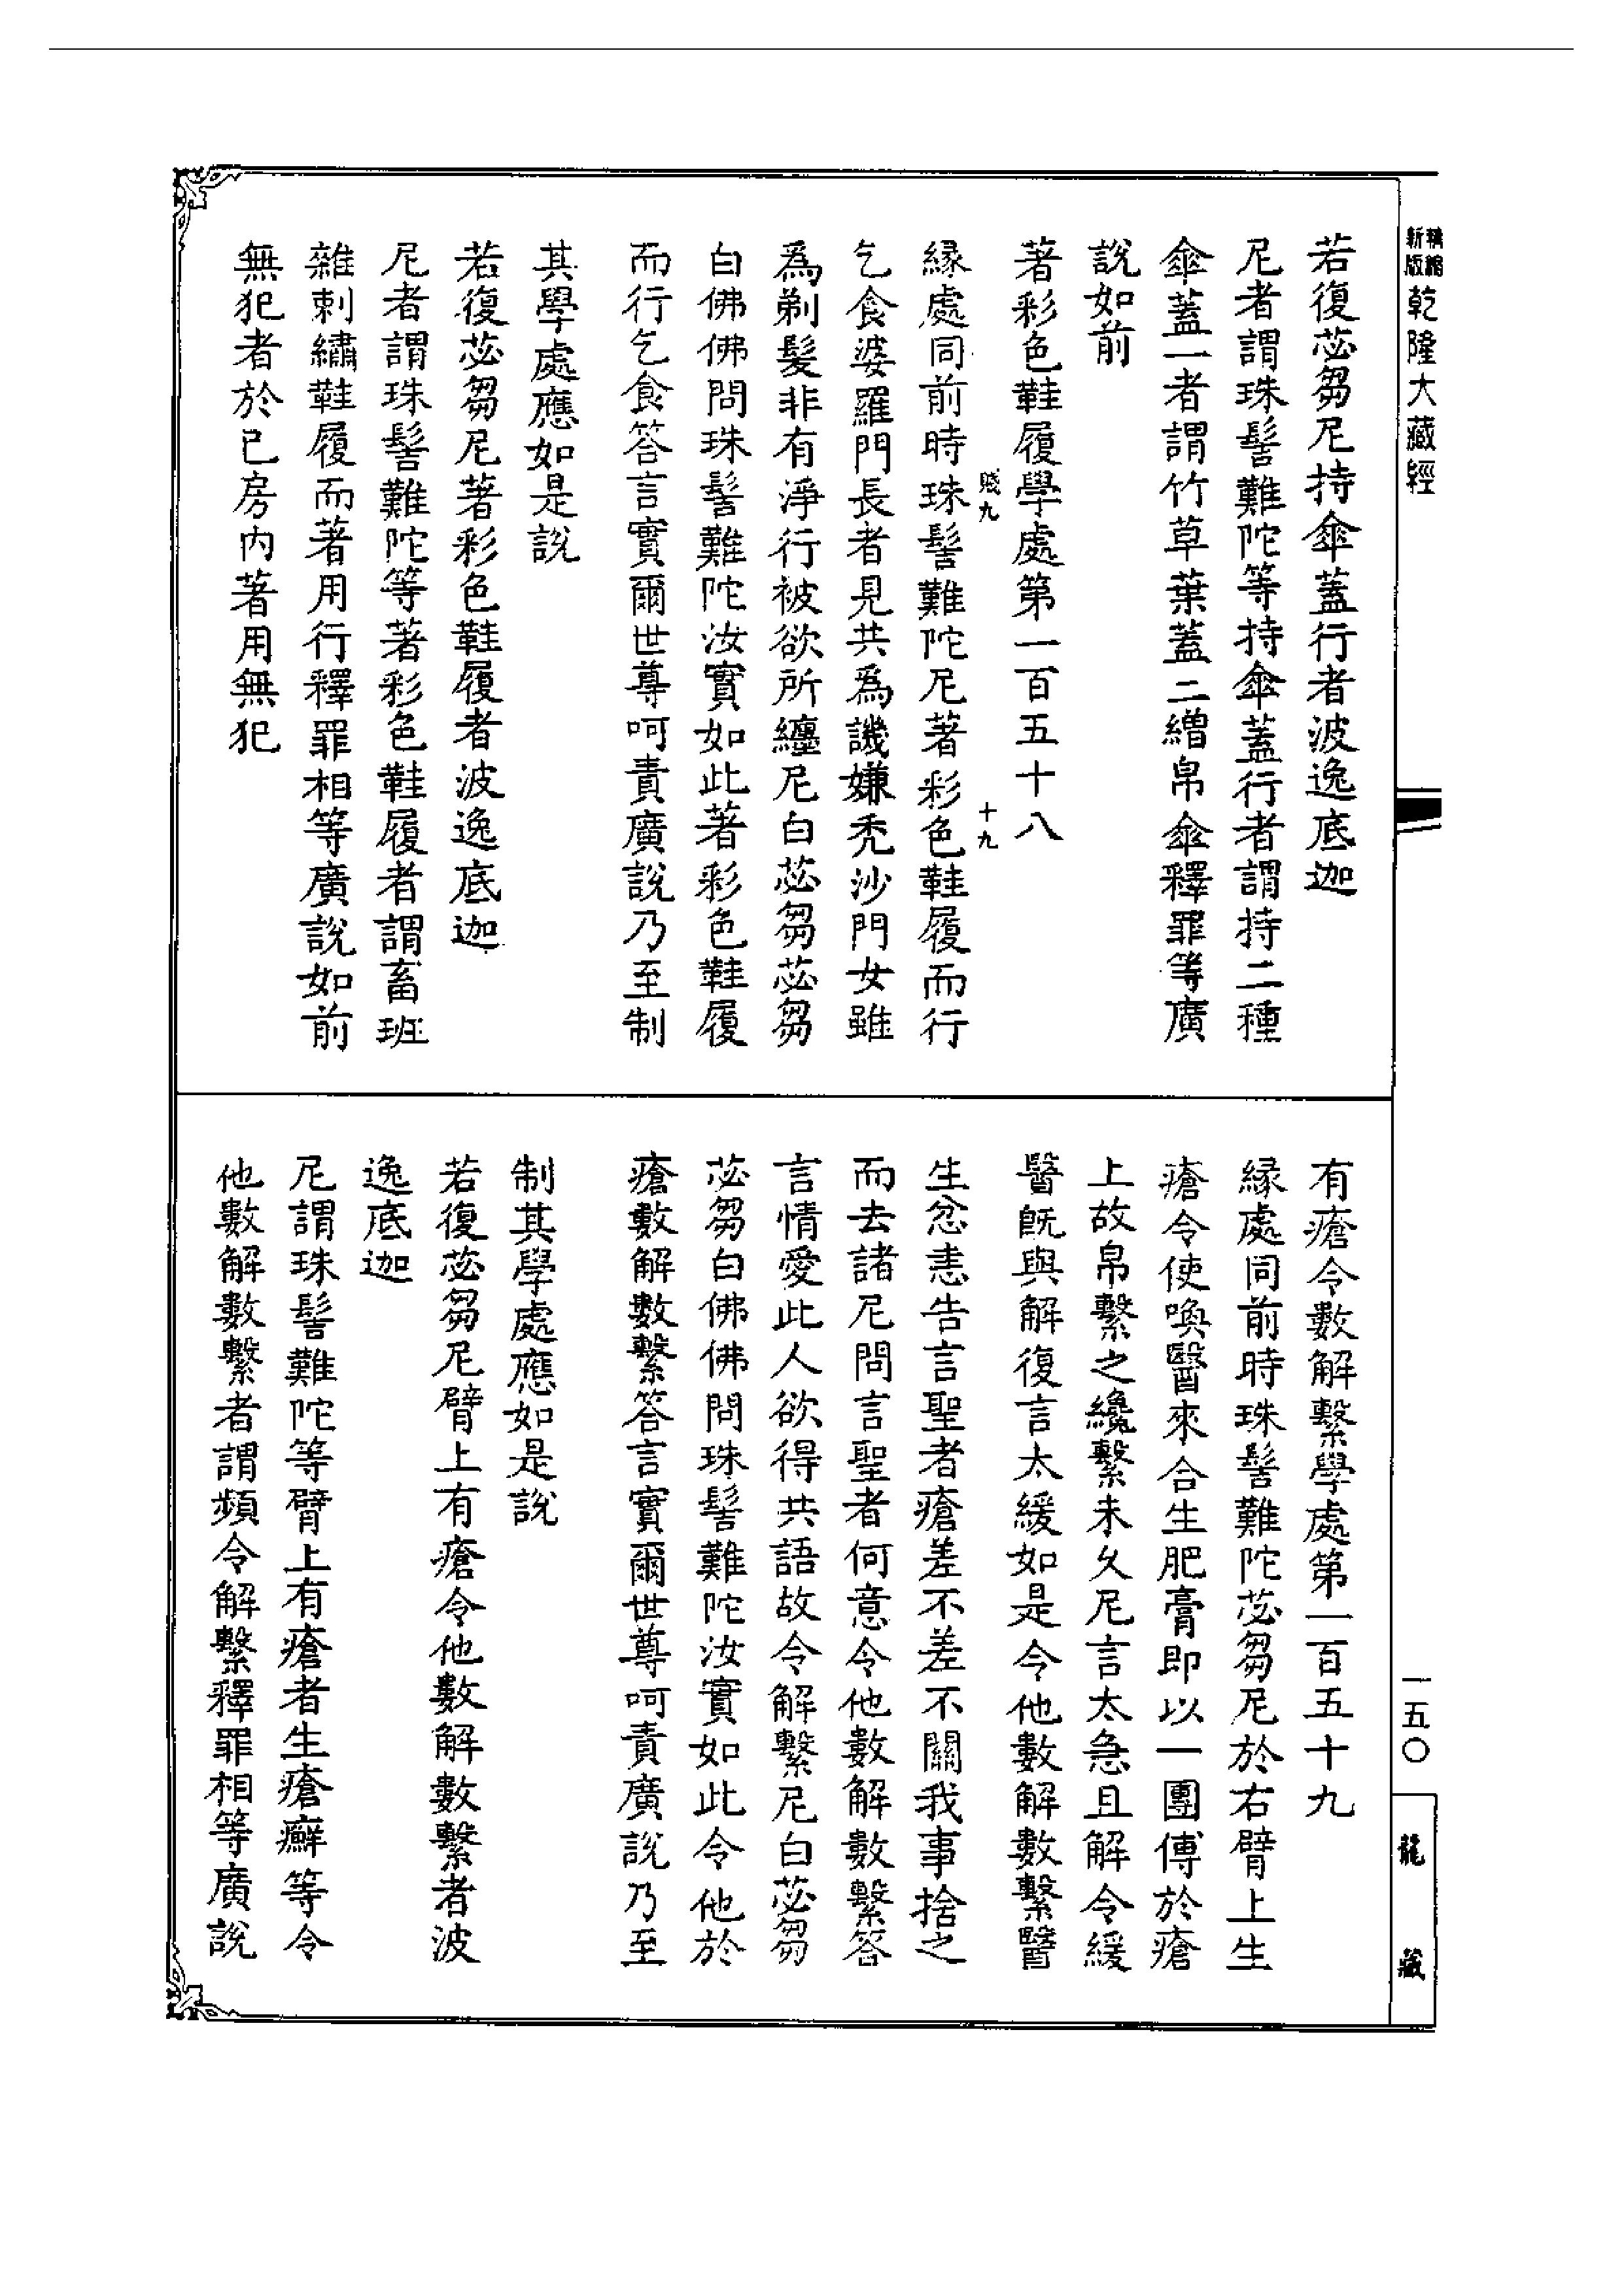 新版精縮乾隆大藏經
若復苾芻尼持傘蓋行者波逸底迦
尼者謂珠髻難陀等持傘蓋行者謂持二種
傘蓋一者謂竹草葉蓋二繒帛傘釋罪等廣
說如前
著彩色鞋履學處第一百五十八
賤九 十九
緣處同前時珠髻難陀尼著彩色鞋履而行
乞食婆羅門長者見共爲譏嫌禿沙門女雖
爲剃髮非有淨行被欲所纏尼白苾芻苾芻
白佛佛問珠髻難陀汝實如此著彩色鞋履
而行乞食答言實爾世尊呵責廣說乃至制
其學處應如是說
若復苾芻尼著彩色鞋履者波逸底迦
尼者謂珠髻難陀等著彩色鞋履者謂畜班
雜刺繡鞋履而著用行釋罪相等廣說如前
無犯者於已房內著用無犯
有瘡令數解繫學處第一百五十九
緣處同前時珠髻難陀苾芻尼於右臂上生
瘡令使喚醫來合生肥膏即以一團傅於瘡
上故帛繫之纔繫未久尼言太急且解令緩
醫旣與解復言太緩如是令他數解數繫醫
生忿恚告言聖者瘡差不差不關我事捨之
而去諸尼問言聖者何意令他數解數繫答
言情愛此人欲得共語故令解繫尼白苾芻
苾芻白佛佛問珠髻難陀汝實如此令他於
瘡數解數繫答言實爾世尊呵責廣說乃至
制其學處應如是說
若復苾芻尼臂上有瘡令他數解數繫者波
逸底迦
尼謂珠髻難陀等臂上有瘡者生瘡癬等令
他數解數繫者謂頻令解繫釋罪相等廣說
一五〇
龍藏